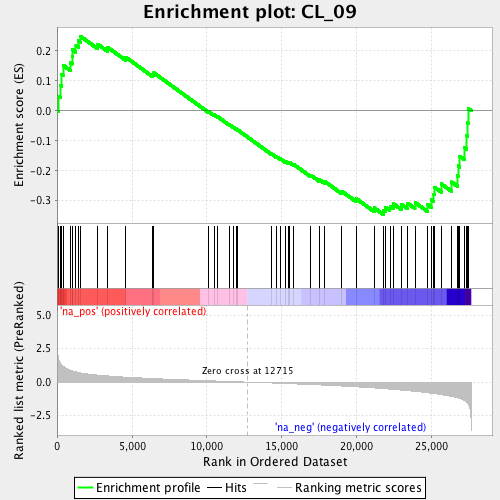 Enrichment plot: CL_09
Enrichment score (ES)
0.2
0.1
0.0
-0.1
-0.2
-0.3
'na_pos' (positively correlated)
Ranked list metric (PreRanked)
5.0
2.5
0.0
-2.5
Zero cross at 12715
'na_neg' (negatively correlated)
0
5,000
10,000
15,000
20,000
25,000
Rank in Ordered Dataset
Enrichment profile
Hits
Ranking metric scores